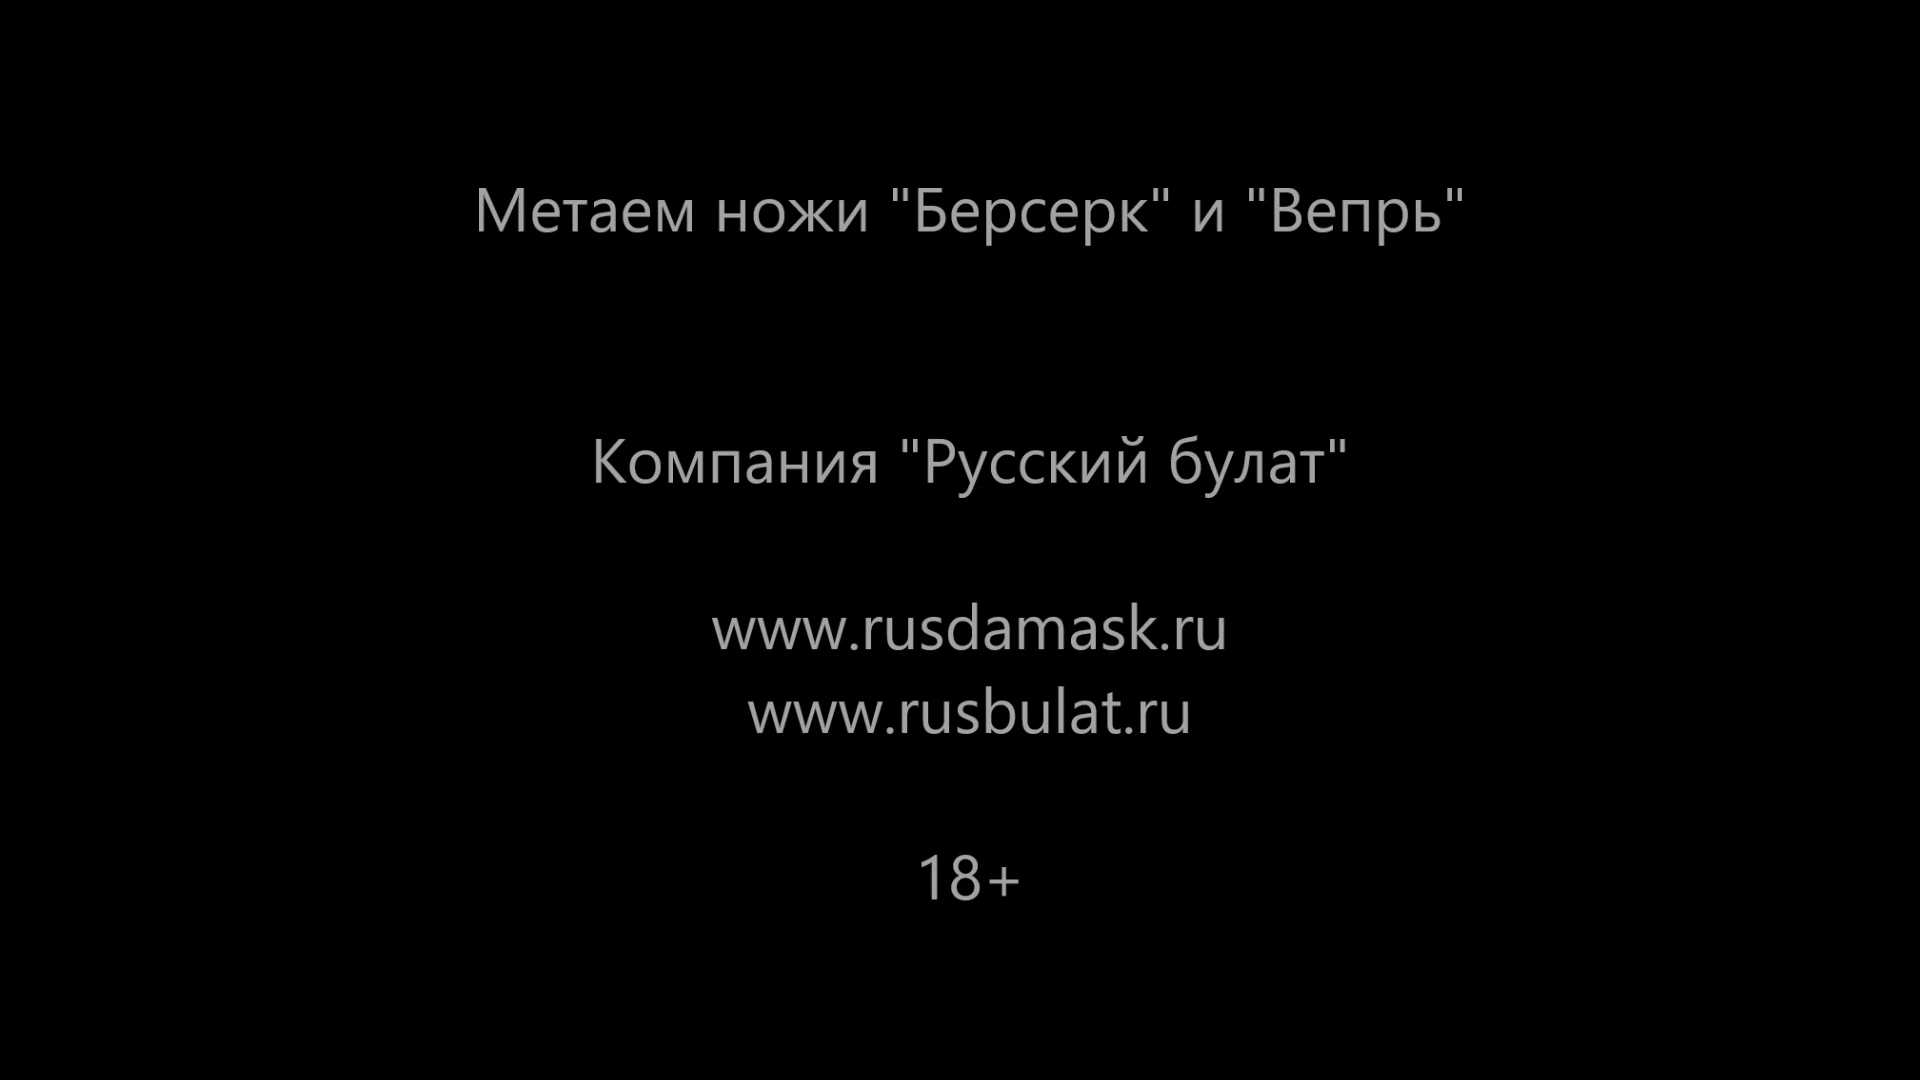 Метаем ножи "Берсерк" и "Вепрь"
Компания "Русский булат"
www.rusdamask.ru
www.rusbulat.ru
18+